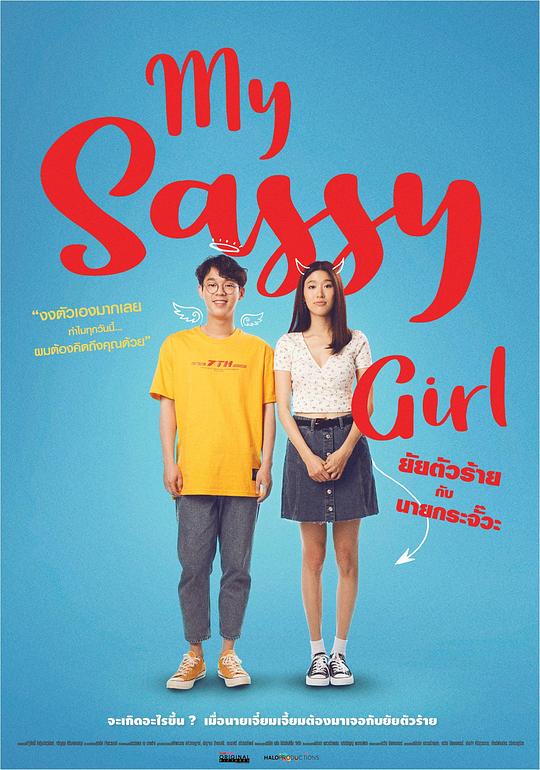 My
Sassy
Girl
“งงตัวเองมากเลย
ทำไมทุกวันนี้...
ผมต้องคิดถึงคุณด้วย”
7TH
ยัยตัวร้าย
กับ
นายกระจั๊วะ
จะเกิดอะไรขึ้น ? เมื่อนายเจี๋ยมเจี้ยมต้องมาเจอกับยัยตัวร้าย
ORIGINAL
HALO PRODUCTIONS